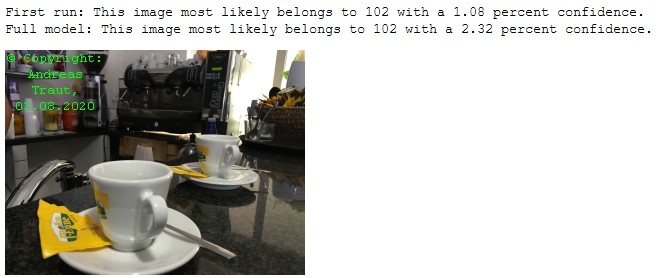 First run: This image most likely belongs to 102 with a 1.08 percent confidence.
Full model: This image most likely belongs to 102 with a 2.32 percent confidence.
© Copyright:
Andreas
Traut,
03.08.2020